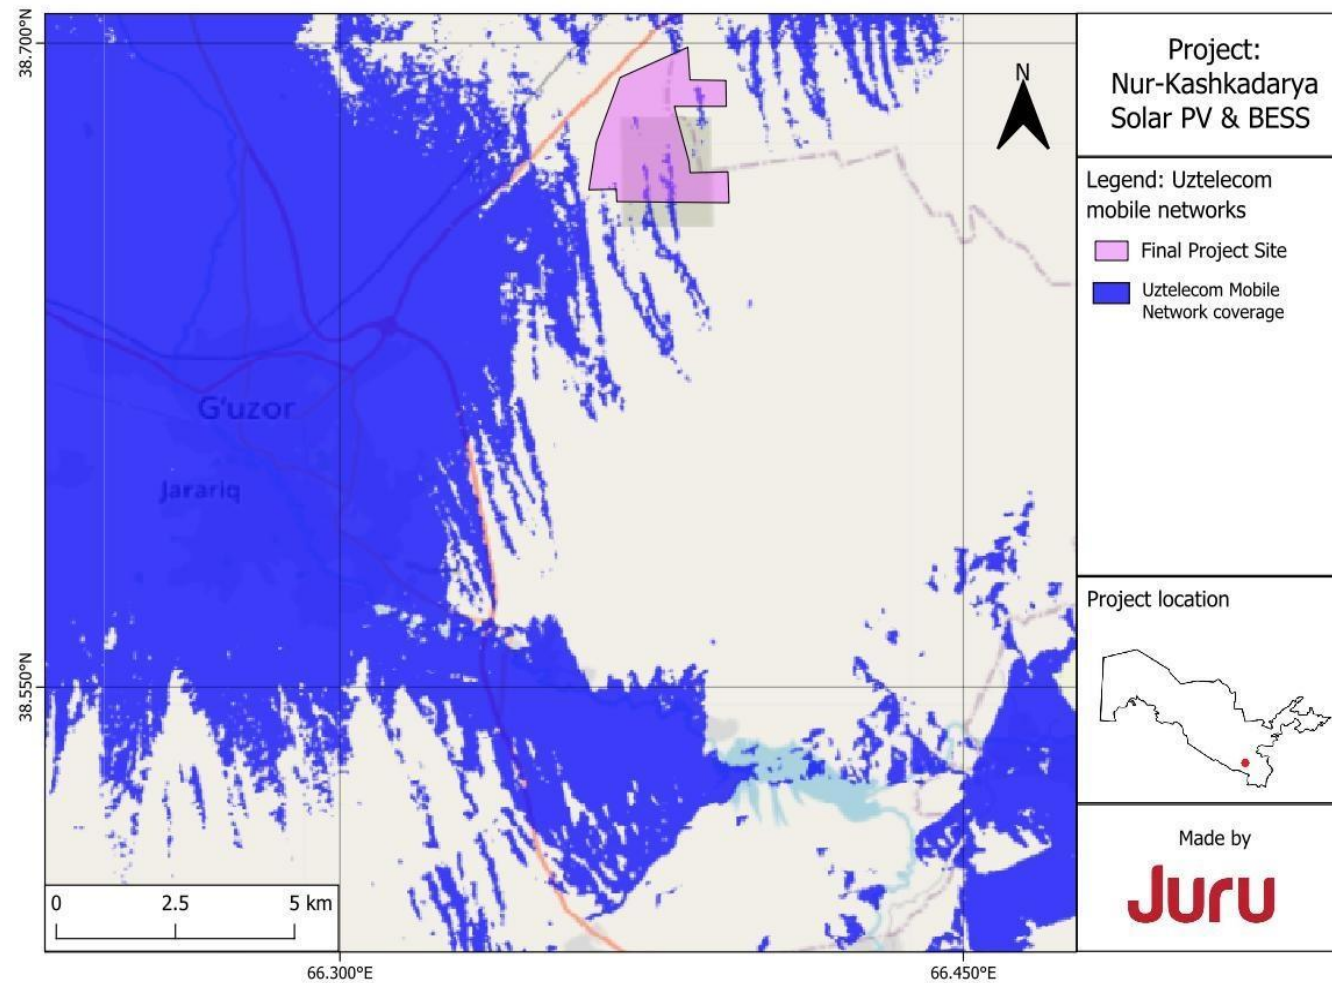 38.700°N
38.550°N
66.300°E
66.450°E
G‘uzor
Jarariq
N
0 2.5 5 km
Project:
Nur-Kashkadarya
Solar PV & BESS
Legend: Uztelecom
mobile networks
Final Project Site
Uztelecom Mobile
Network coverage
Project location
Made by
Juru